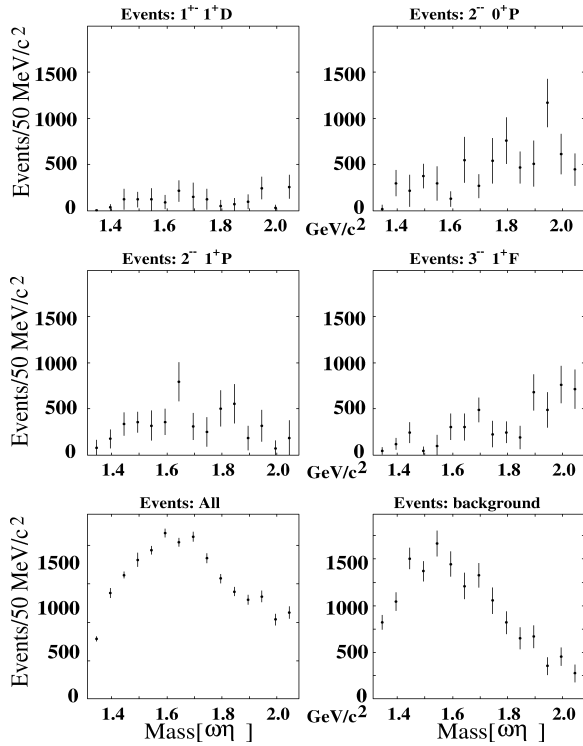 Events: 1⁺⁻ 1⁺D
Events: 2⁻⁻ 0⁺P
Events/50 MeV/c²
1500
1000
500
0
1500
1000
500
0
1.4 1.6 1.8 2.0
GeV/c²
1.4 1.6 1.8 2.0
Events: 2⁻⁻ 1⁺P
Events: 3⁻⁻ 1⁺F
Events/50 MeV/c²
1500
1000
500
0
1500
1000
500
0
1.4 1.6 1.8 2.0
GeV/c²
1.4 1.6 1.8 2.0
Events: All
Events: background
Events/50 MeV/c²
1500
1000
500
0
1500
1000
500
0
1.4 1.6 1.8 2.0
GeV/c²
1.4 1.6 1.8 2.0
Mass[ωη]
Mass[ωη]